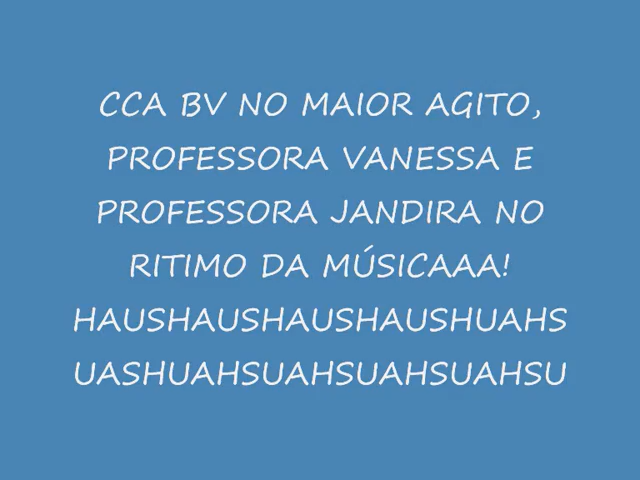 CCA BV NO MAIOR AGITO,
PROFESSORA VANESSA E
PROFESSORA JANDIRA NO
RITIMO DA MÚSICAAA!
HAUSHAUSHAUSHAUSHUAHS
UASHUAHSUAHSUAHSUAHSU